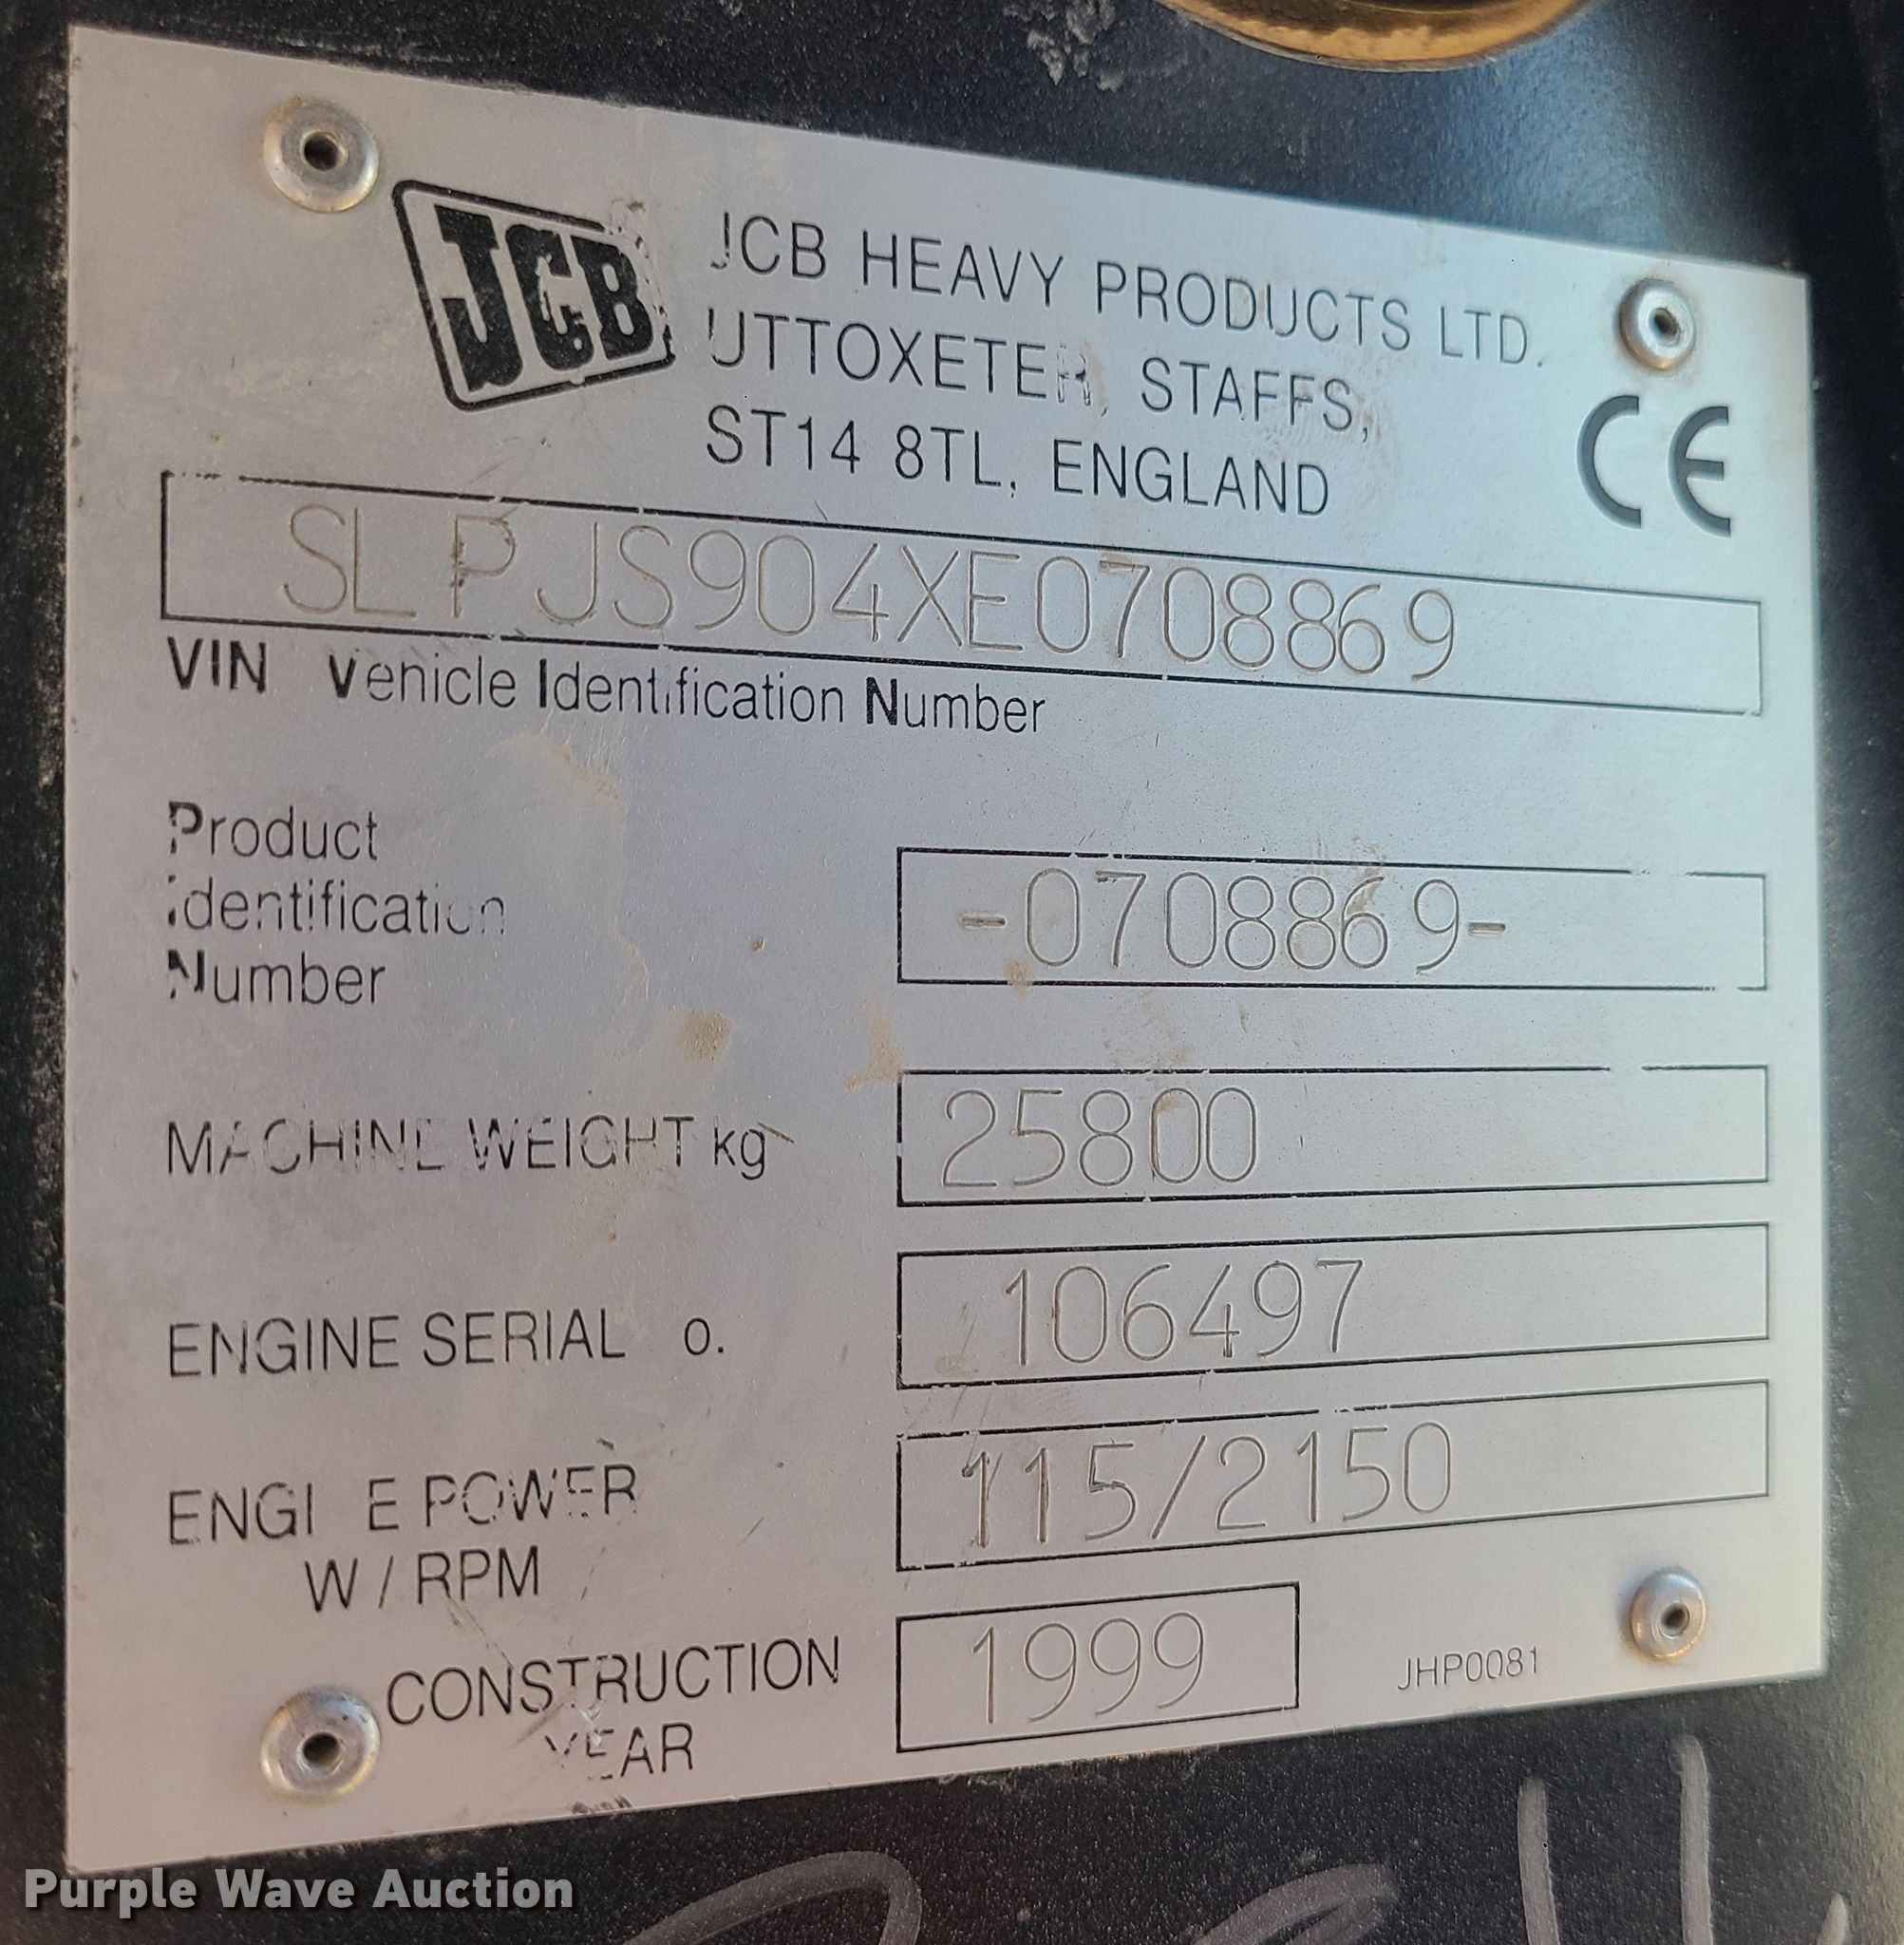 JCB
JCB HEAVY PRODUCTS LTD.
UTTOXETER, STAFFS,
ST14 8TL, ENGLAND
CE
SLPJS904XE0708869
VIN Vehicle Identification Number
Product
Identification
Number
-0708869-
MACHINE WEIGHT kg
25800
ENGINE SERIAL o.
106497
ENGI E POWER
W / RPM
115/2150
CONSTRUCTION
YEAR
1999
JHP0081
Purple Wave Auction